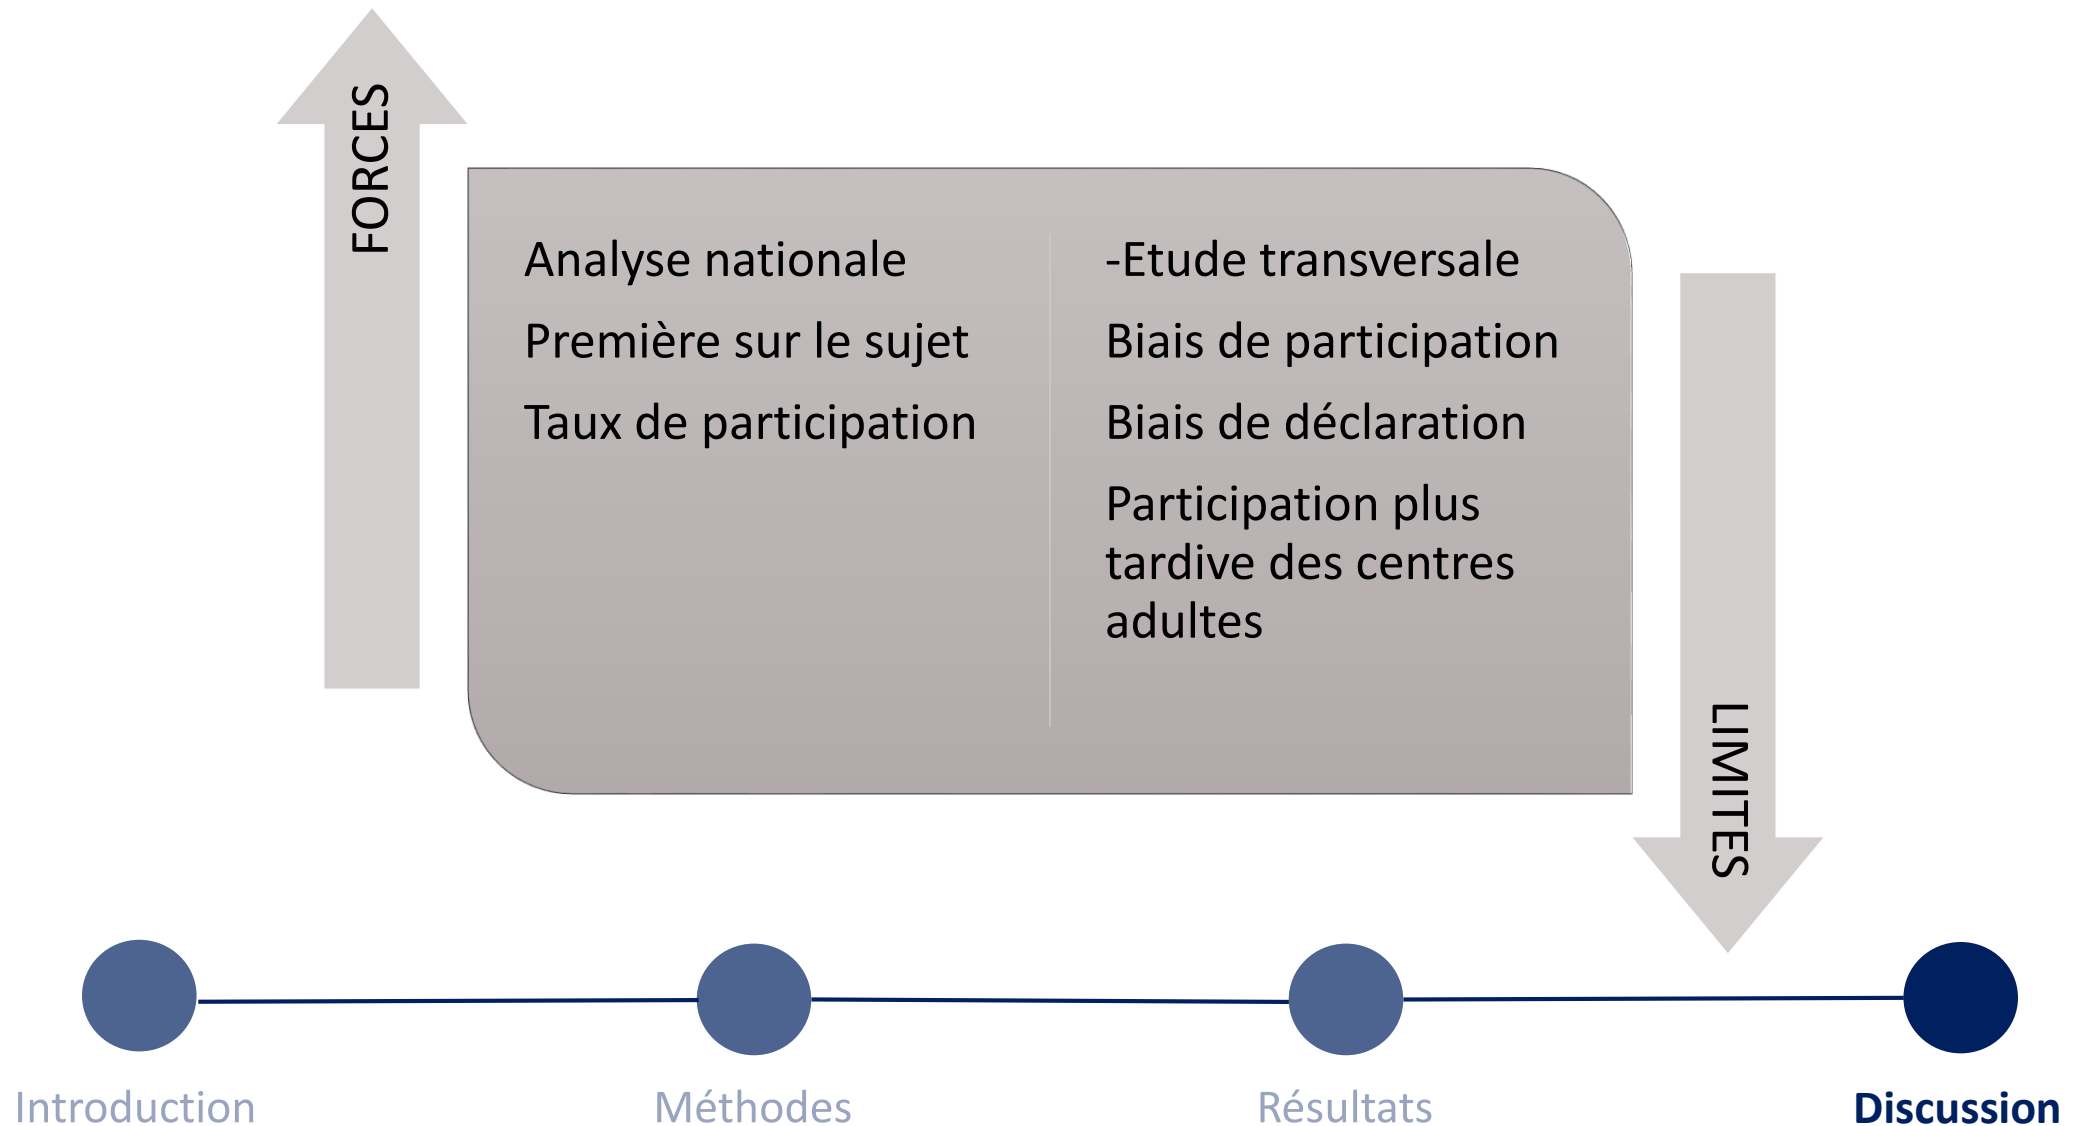 FORCES
Analyse nationale
Première sur le sujet
Taux de participation
-Etude transversale
Biais de participation
Biais de déclaration
Participation plus
tardive des centres
adultes
LIMITES
Introduction
Méthodes
Résultats
Discussion